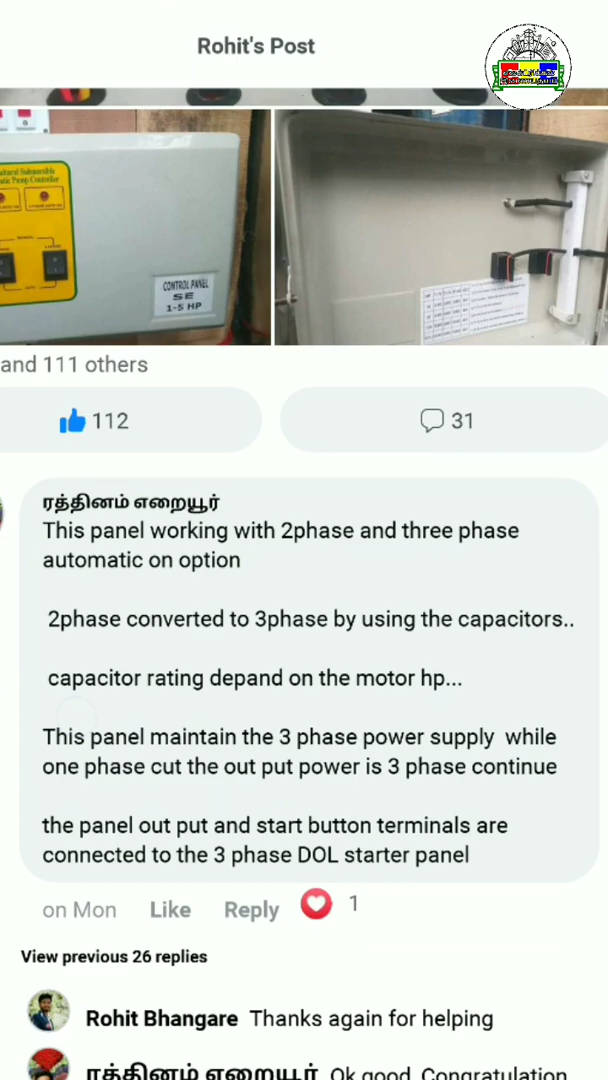 Rohit's Post
CONTROL PANEL
SE
1-5 HP
and 111 others
112
31
ரத்தினம் எறையூர்
This panel working with 2phase and three phase
automatic on option
2phase converted to 3phase by using the capacitors..
capacitor rating depand on the motor hp...
This panel maintain the 3 phase power supply while
one phase cut the out put power is 3 phase continue
the panel out put and start button terminals are
connected to the 3 phase DOL starter panel
on Mon Like Reply 1
View previous 26 replies
Rohit Bhangare Thanks again for helping
ரத்தினம் எறையூர் Ok good Congratulation